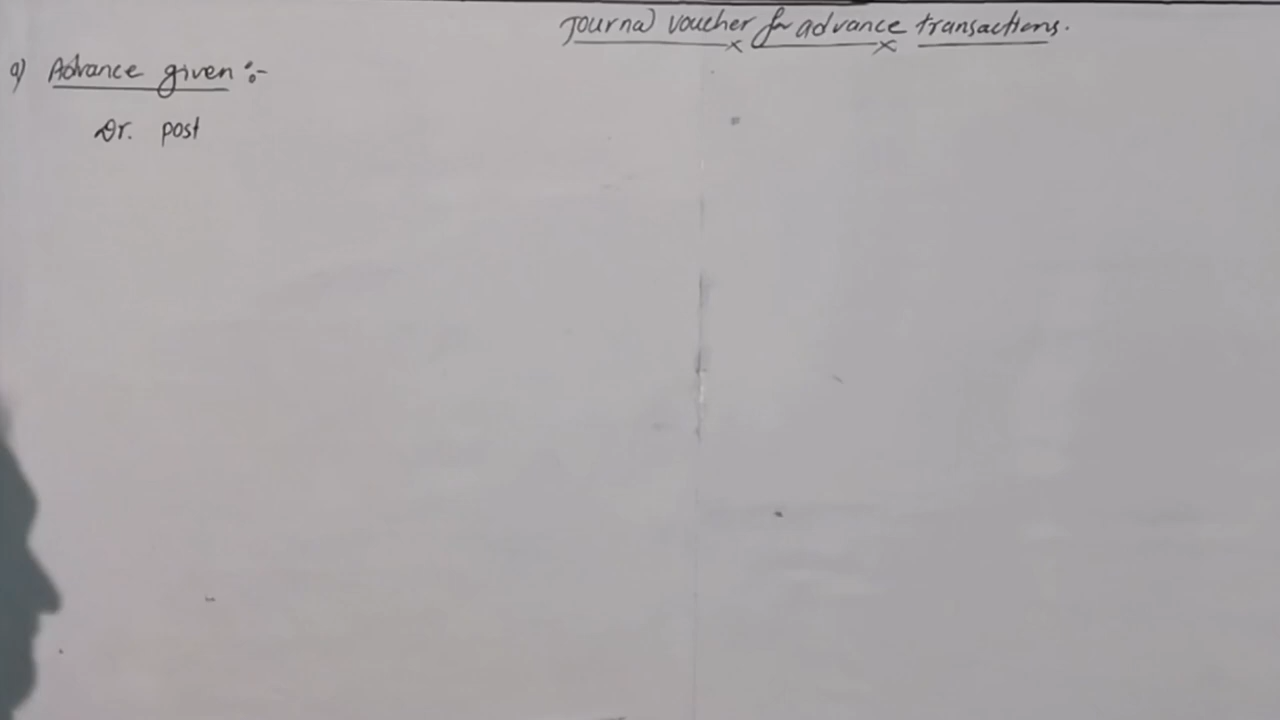 Journal voucher for advance transactions.
a) Advance given :-
Dr. post